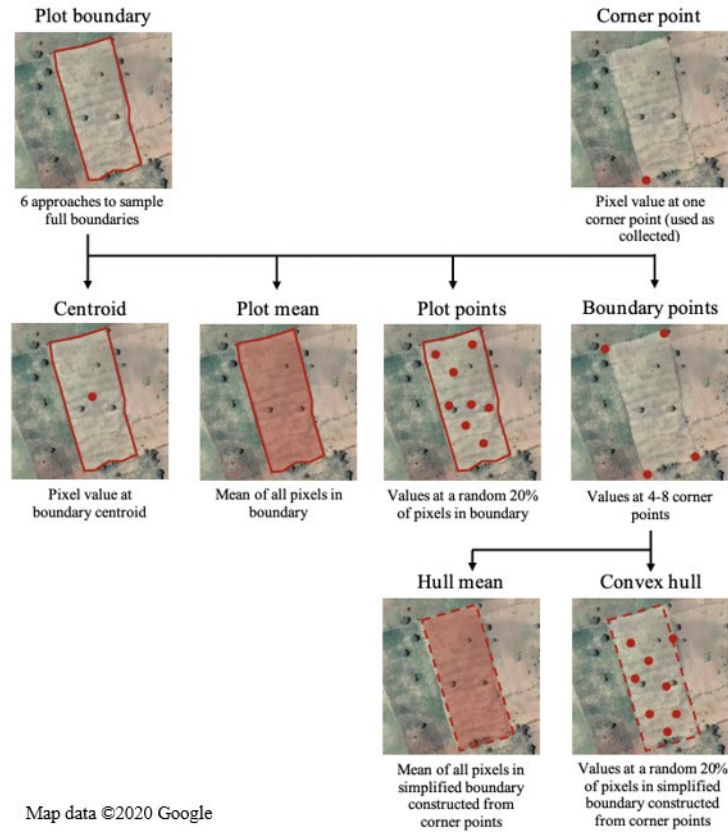 Plot boundary
Corner point
6 approaches to sample
full boundaries
Pixel value at one
corner point (used as
collected)
Centroid
Plot mean
Plot points
Boundary points
Pixel value at
boundary centroid
Mean of all pixels in
boundary
Values at a random 20%
of pixels in boundary
Values at 4-8 corner
points
Hull mean
Convex hull
Mean of all pixels in
simplified boundary
constructed from
corner points
Values at a random 20%
of pixels in simplified
boundary constructed
from corner points
Map data ©2020 Google